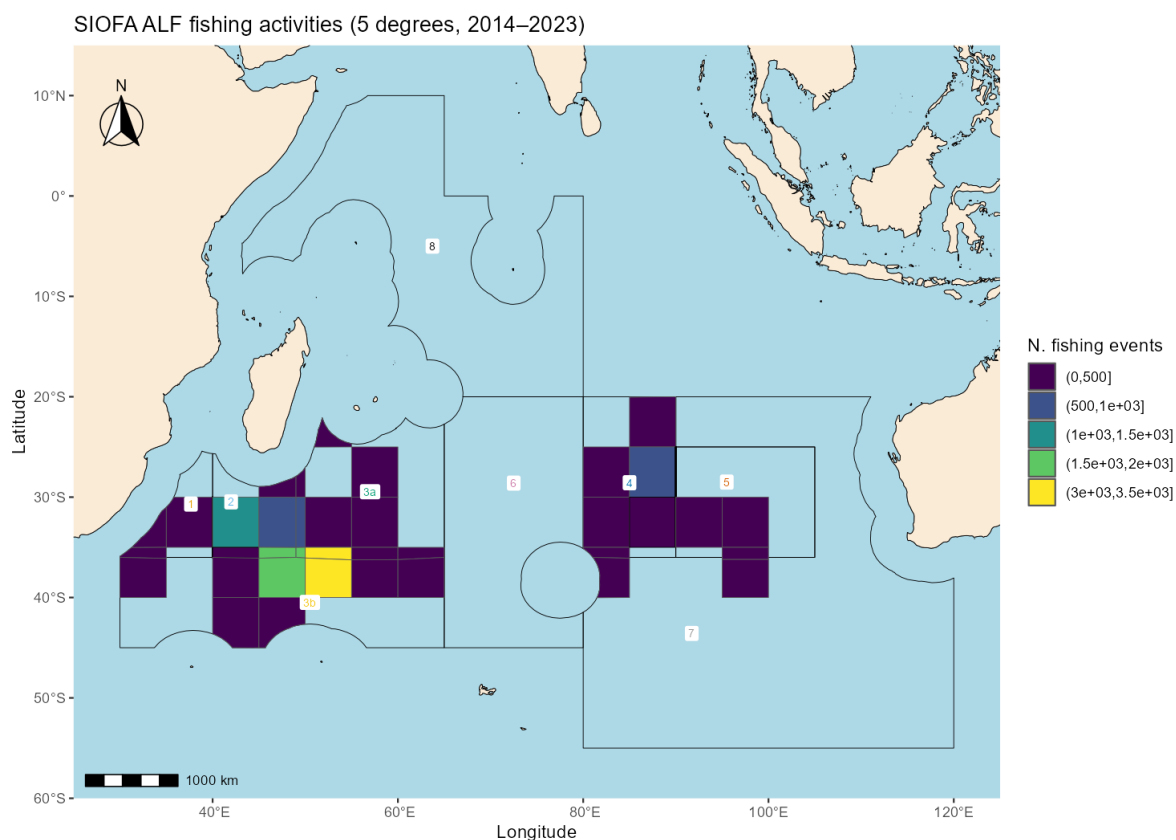 SIOFA ALF fishing activities (5 degrees, 2014–2023)
N
10°N
0°
10°S
20°S
30°S
40°S
50°S
60°S
Latitude
8
1
2
3a
3b
6
4
5
7
1000 km
40°E
60°E
80°E
100°E
120°E
Longitude
N. fishing events
(0,500]
(500,1e+03]
(1e+03,1.5e+03]
(1.5e+03,2e+03]
(3e+03,3.5e+03]